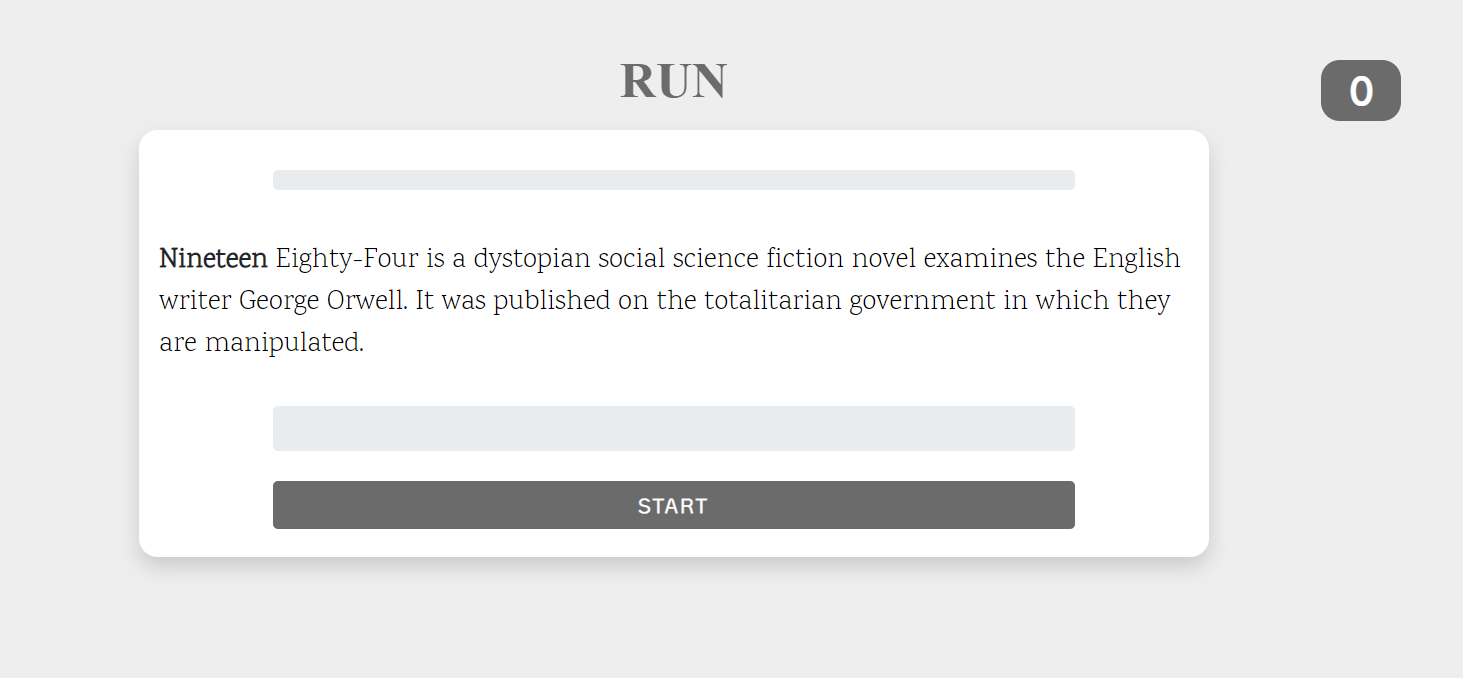 RUN
0
Nineteen Eighty-Four is a dystopian social science fiction novel examines the English
writer George Orwell. It was published on the totalitarian government in which they
are manipulated.
START